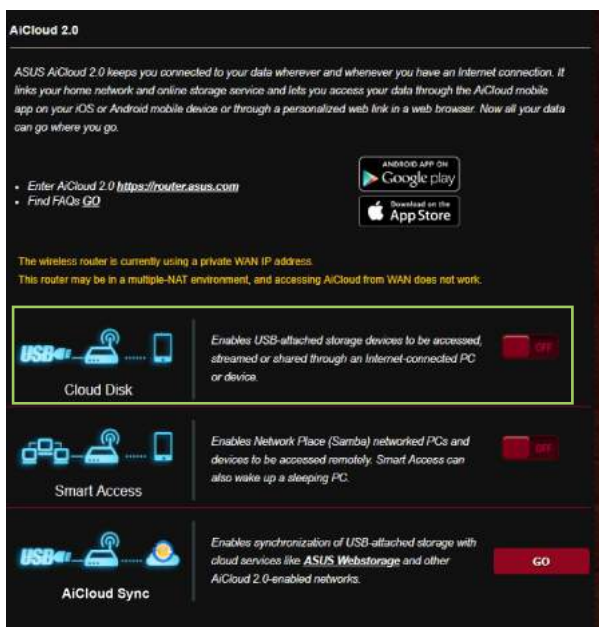 AiCloud 2.0
ASUS AiCloud 2.0 keeps you connected to your data wherever and whenever you have an Internet connection. It
links your home network and online storage service and lets you access your data through the AiCloud mobile
app on your iOS or Android mobile device or through a personalized web link in a web browser. Now all your data
can go where you go.
ANDROID APP ON
Google play
• Enter AiCloud 2.0 https://router.asus.com
• Find FAQs GO
Download on the
App Store
The wireless router is currently using a private WAN IP address.
This router may be in a multiple-NAT environment, and accessing AiCloud from WAN does not work.
USB
Cloud Disk
Enables USB-attached storage devices to be accessed,
streamed or shared through an Internet-connected PC
or device.
OFF
Smart Access
Enables Network Place (Samba) networked PCs and
devices to be accessed remotely. Smart Access can
also wake up a sleeping PC.
OFF
USB
AiCloud Sync
Enables synchronization of USB-attached storage with
cloud services like ASUS Webstorage and other
AiCloud 2.0-enabled networks.
GO